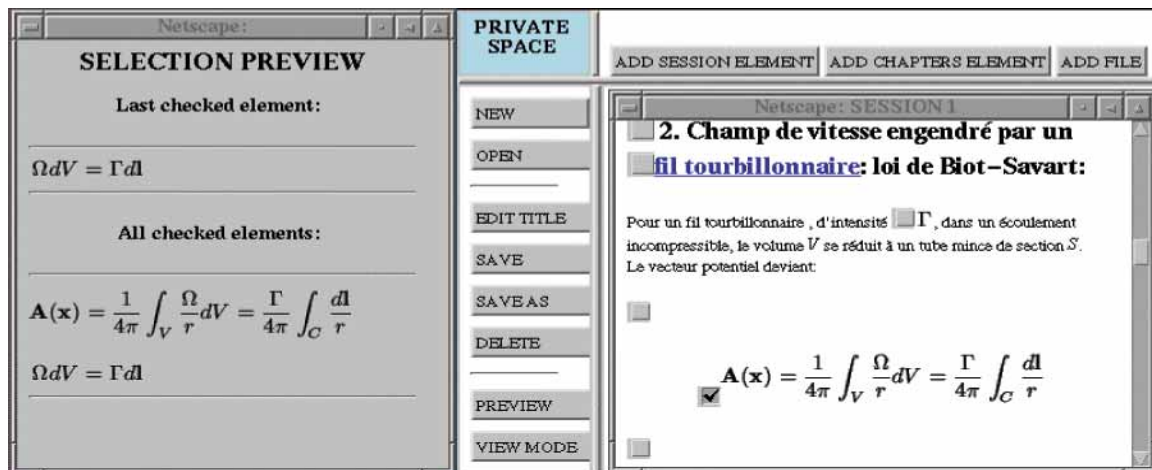 Netscape:
SELECTION PREVIEW
Last checked element:
ΩdV = Γdl
All checked elements:
A(x) = 1/4π ∫_V Ω/r dV = Γ/4π ∫_C dl/r
ΩdV = Γdl
PRIVATE
SPACE
NEW
OPEN
EDIT TITLE
SAVE
SAVE AS
DELETE
PREVIEW
VIEW MODE
ADD SESSION ELEMENT
ADD CHAPTERS ELEMENT
ADD FILE
Netscape: SESSION 1
2. Champ de vitesse engendré par un
fil tourbillonnaire: loi de Biot–Savart:
Pour un fil tourbillonnaire , d'intensité Γ, dans un écoulement
incompressible, le volume V se réduit à un tube mince de section S.
Le vecteur potentiel devient:
A(x) = 1/4π ∫_V Ω/r dV = Γ/4π ∫_C dl/r